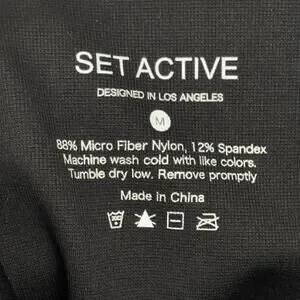 SET ACTIVE
DESIGNED IN LOS ANGELES
M
88% Micro Fiber Nylon, 12% Spandex
Machine wash cold with like colors.
Tumble dry low. Remove promptly
Made in China